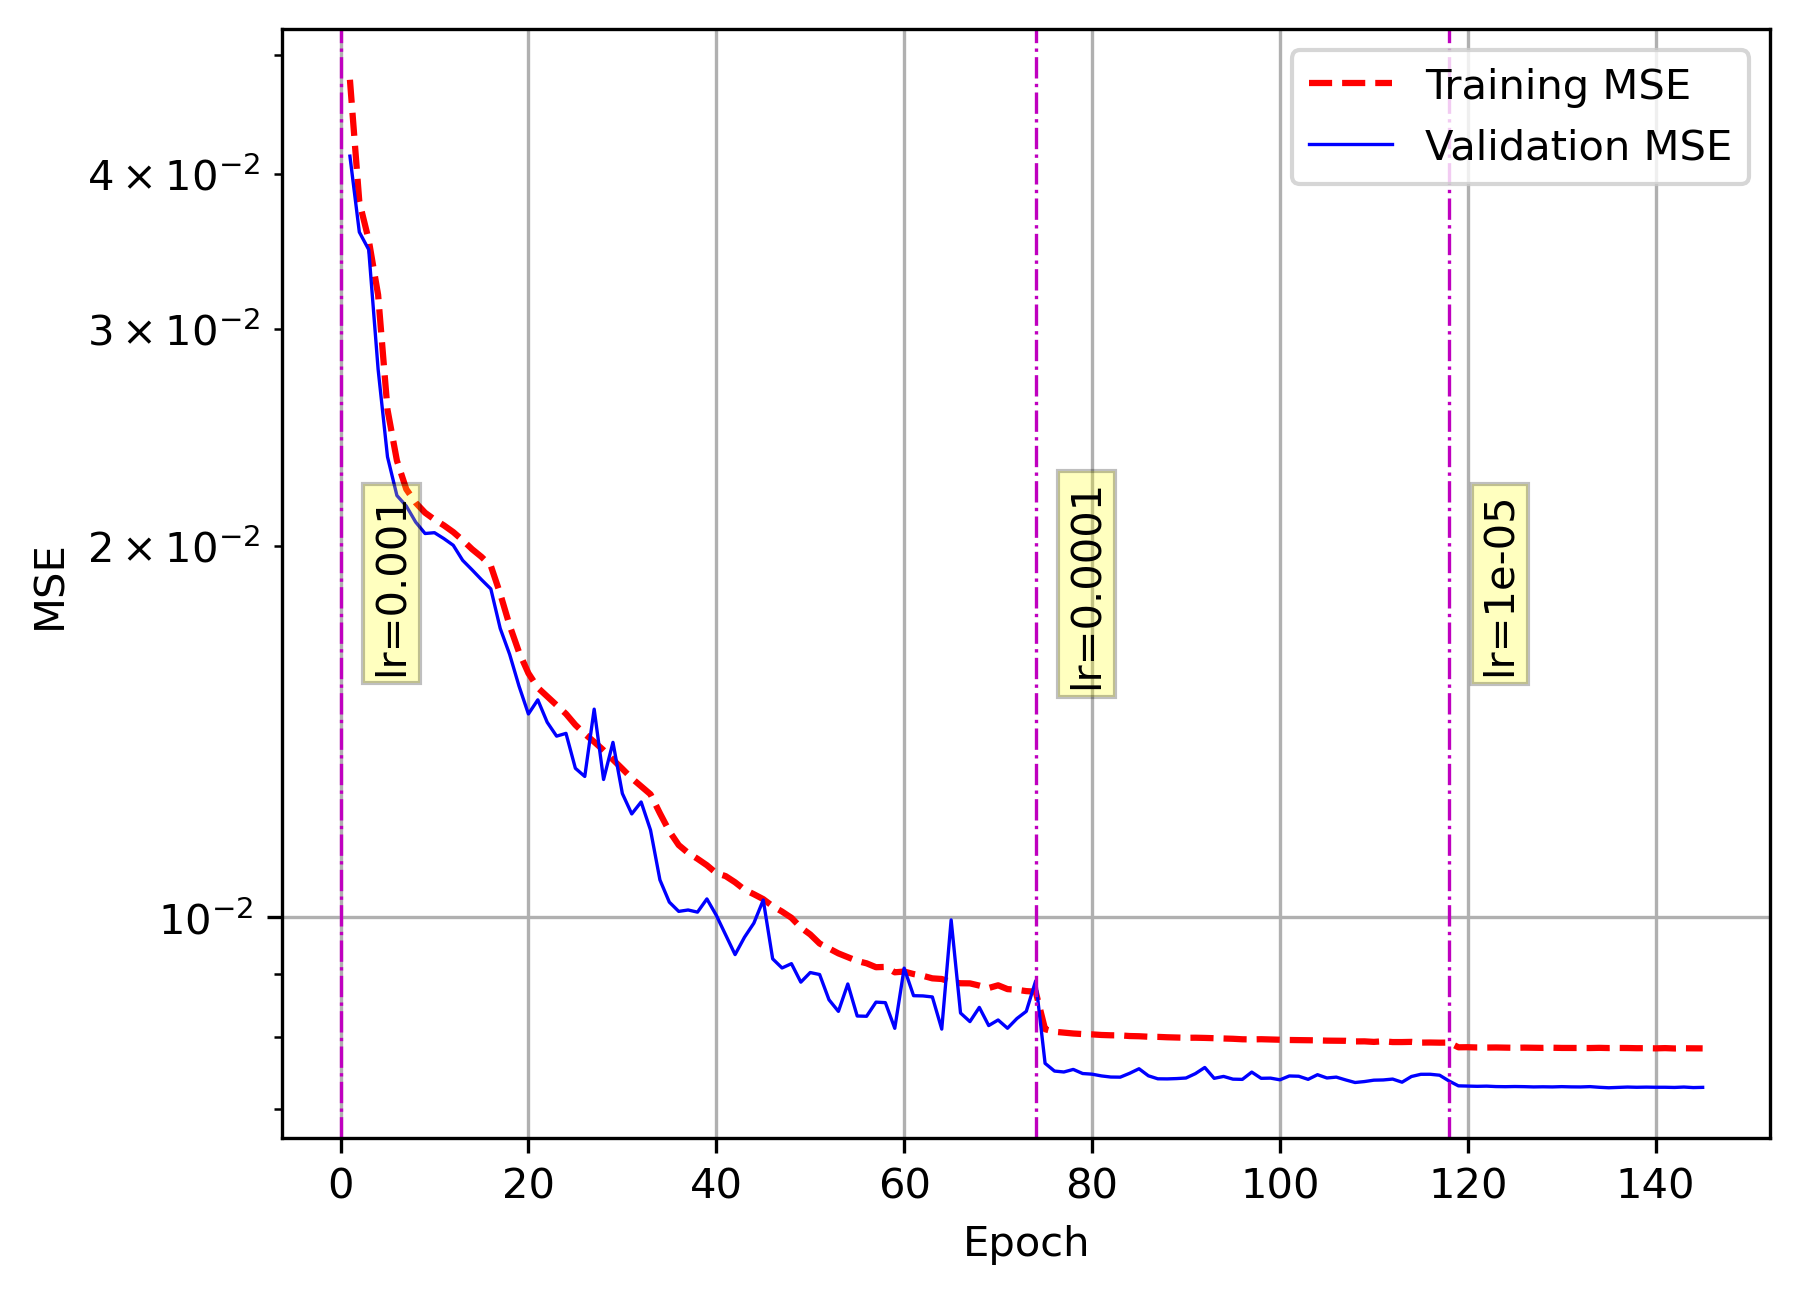 Training MSE
Validation MSE
4 × 10⁻²
3 × 10⁻²
2 × 10⁻²
10⁻²
MSE
lr=0.001
lr=0.0001
lr=1e-05
0 20 40 60 80 100 120 140
Epoch